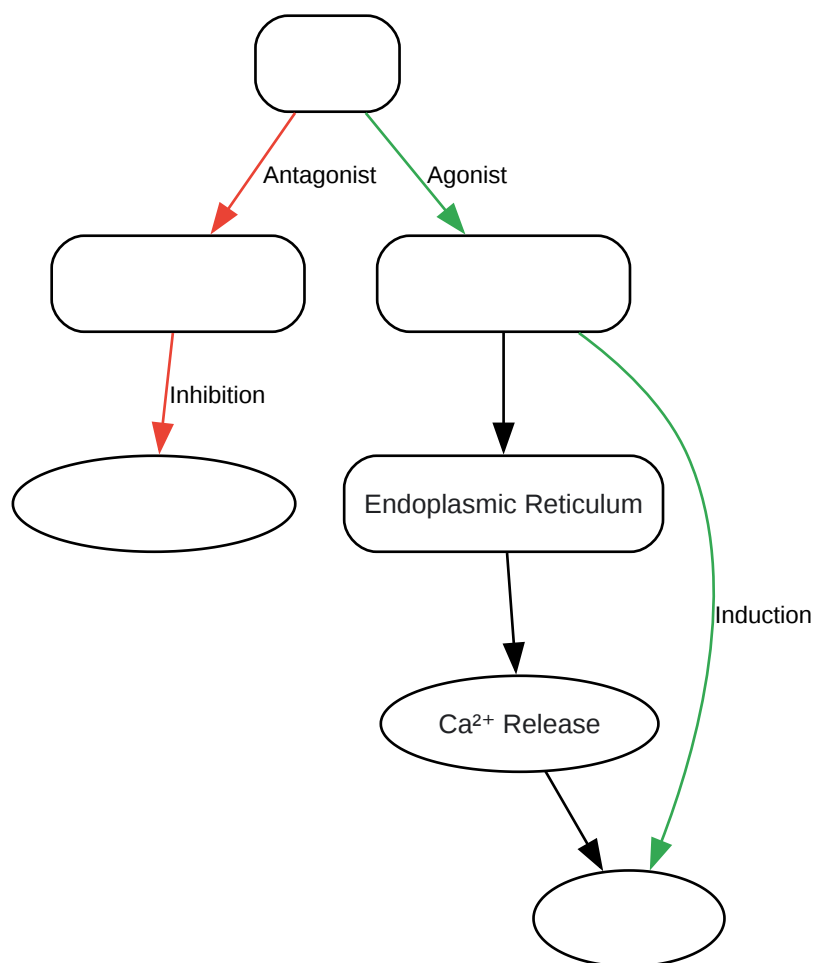 Antagonist
Agonist
Inhibition
Endoplasmic Reticulum
Induction
Ca²⁺ Release